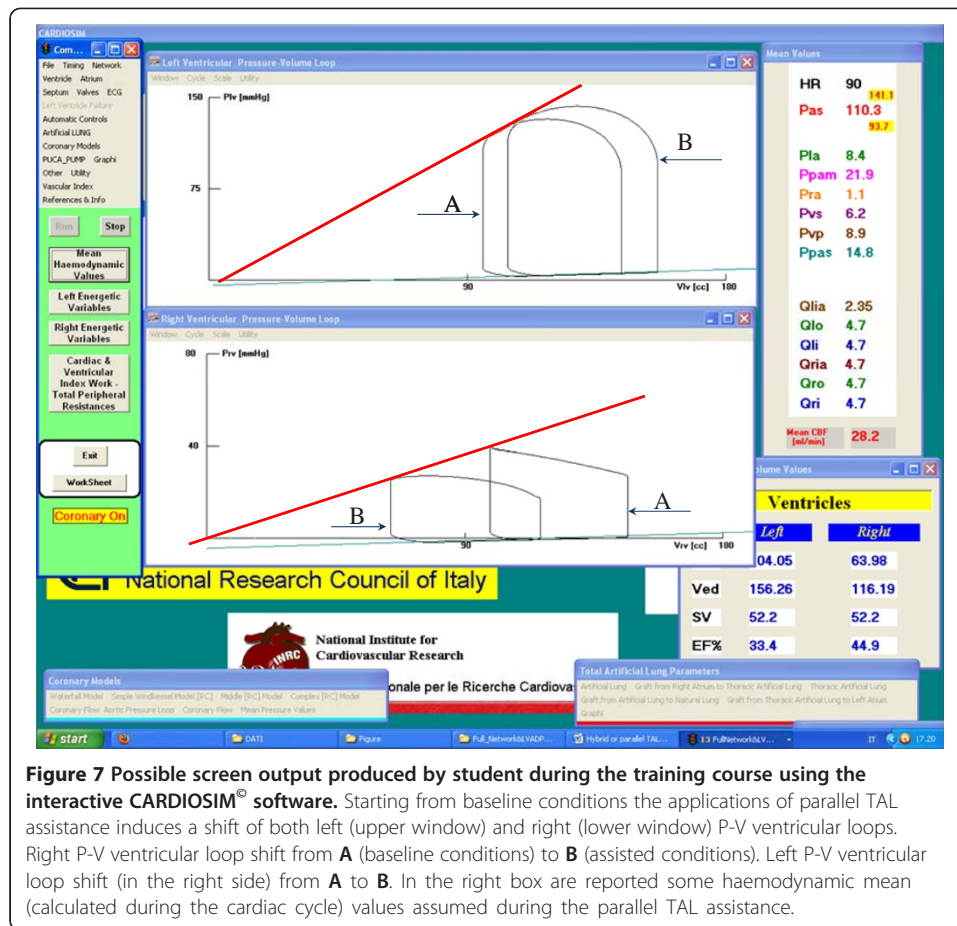 CARDIOSIM
Com...
File Timing Network
Ventricle Atrium
Septum Valves ECG
Left Ventricle Failure
Automatic Controls
Artificial LUNG
Coronary Models
PUCA_PUMP Graphi
Other Utility
Vascular Index
References & Info
Run Stop
Mean
Haemodynamic
Values
Left Energetic
Variables
Right Energetic
Variables
Cardiac &
Ventricular
Index Work -
Total Peripheral
Resistances
Exit
WorkSheet
Coronary On
Left Ventricular Pressure-Volume Loop
Window Cycle Scale Utility
150 Plv [mmHg]
75
A
B
90 Vlv [cc] 180
Right Ventricular Pressure-Volume Loop
Window Cycle Scale Utility
80 Prv [mmHg]
40
B
A
90 Vrv [cc] 180
Mean Values
HR 90
141.1
Pas 110.3
93.7
Pla 8.4
Ppam 21.9
Pra 1.1
Pvs 6.2
Pvp 8.9
Ppas 14.8
Qlia 2.35
Qlo 4.7
Qli 4.7
Qria 4.7
Qro 4.7
Qri 4.7
Mean CBF
[ml/min] 28.2
olume Values
Ventricles
Left Right
04.05 63.98
Ved 156.26 116.19
SV 52.2 52.2
EF% 33.4 44.9
National Research Council of Italy
INRC
National Institute for
Cardiovascular Research
onale per le Ricerche Cardiovas
Coronary Models
Waterfall Model Simple Windkessel Model [RC] Middle [RC] Model Complex [RC] Model
Coronary Flow Aortic Pressure Loop Coronary Flow Mean Pressure Values
Total Artificial Lung Parameters
Artificial Lung Graft from Right Atrium to Thoracic Artificial Lung Thoracic Artificial Lung
Graft from Artificial Lung to Natural Lung Graft from Thoracic Artificial Lung to Left Atrium
Graphi
start DATI Figure Full_Network&LVADP... Hybrid or parallel TAL... 13 FullNetwork&LV... IT 17.20
Figure 7 Possible screen output produced by student during the training course using the
interactive CARDIOSIM© software. Starting from baseline conditions the applications of parallel TAL
assistance induces a shift of both left (upper window) and right (lower window) P-V ventricular loops.
Right P-V ventricular loop shift from A (baseline conditions) to B (assisted conditions). Left P-V ventricular
loop shift (in the right side) from A to B. In the right box are reported some haemodynamic mean
(calculated during the cardiac cycle) values assumed during the parallel TAL assistance.